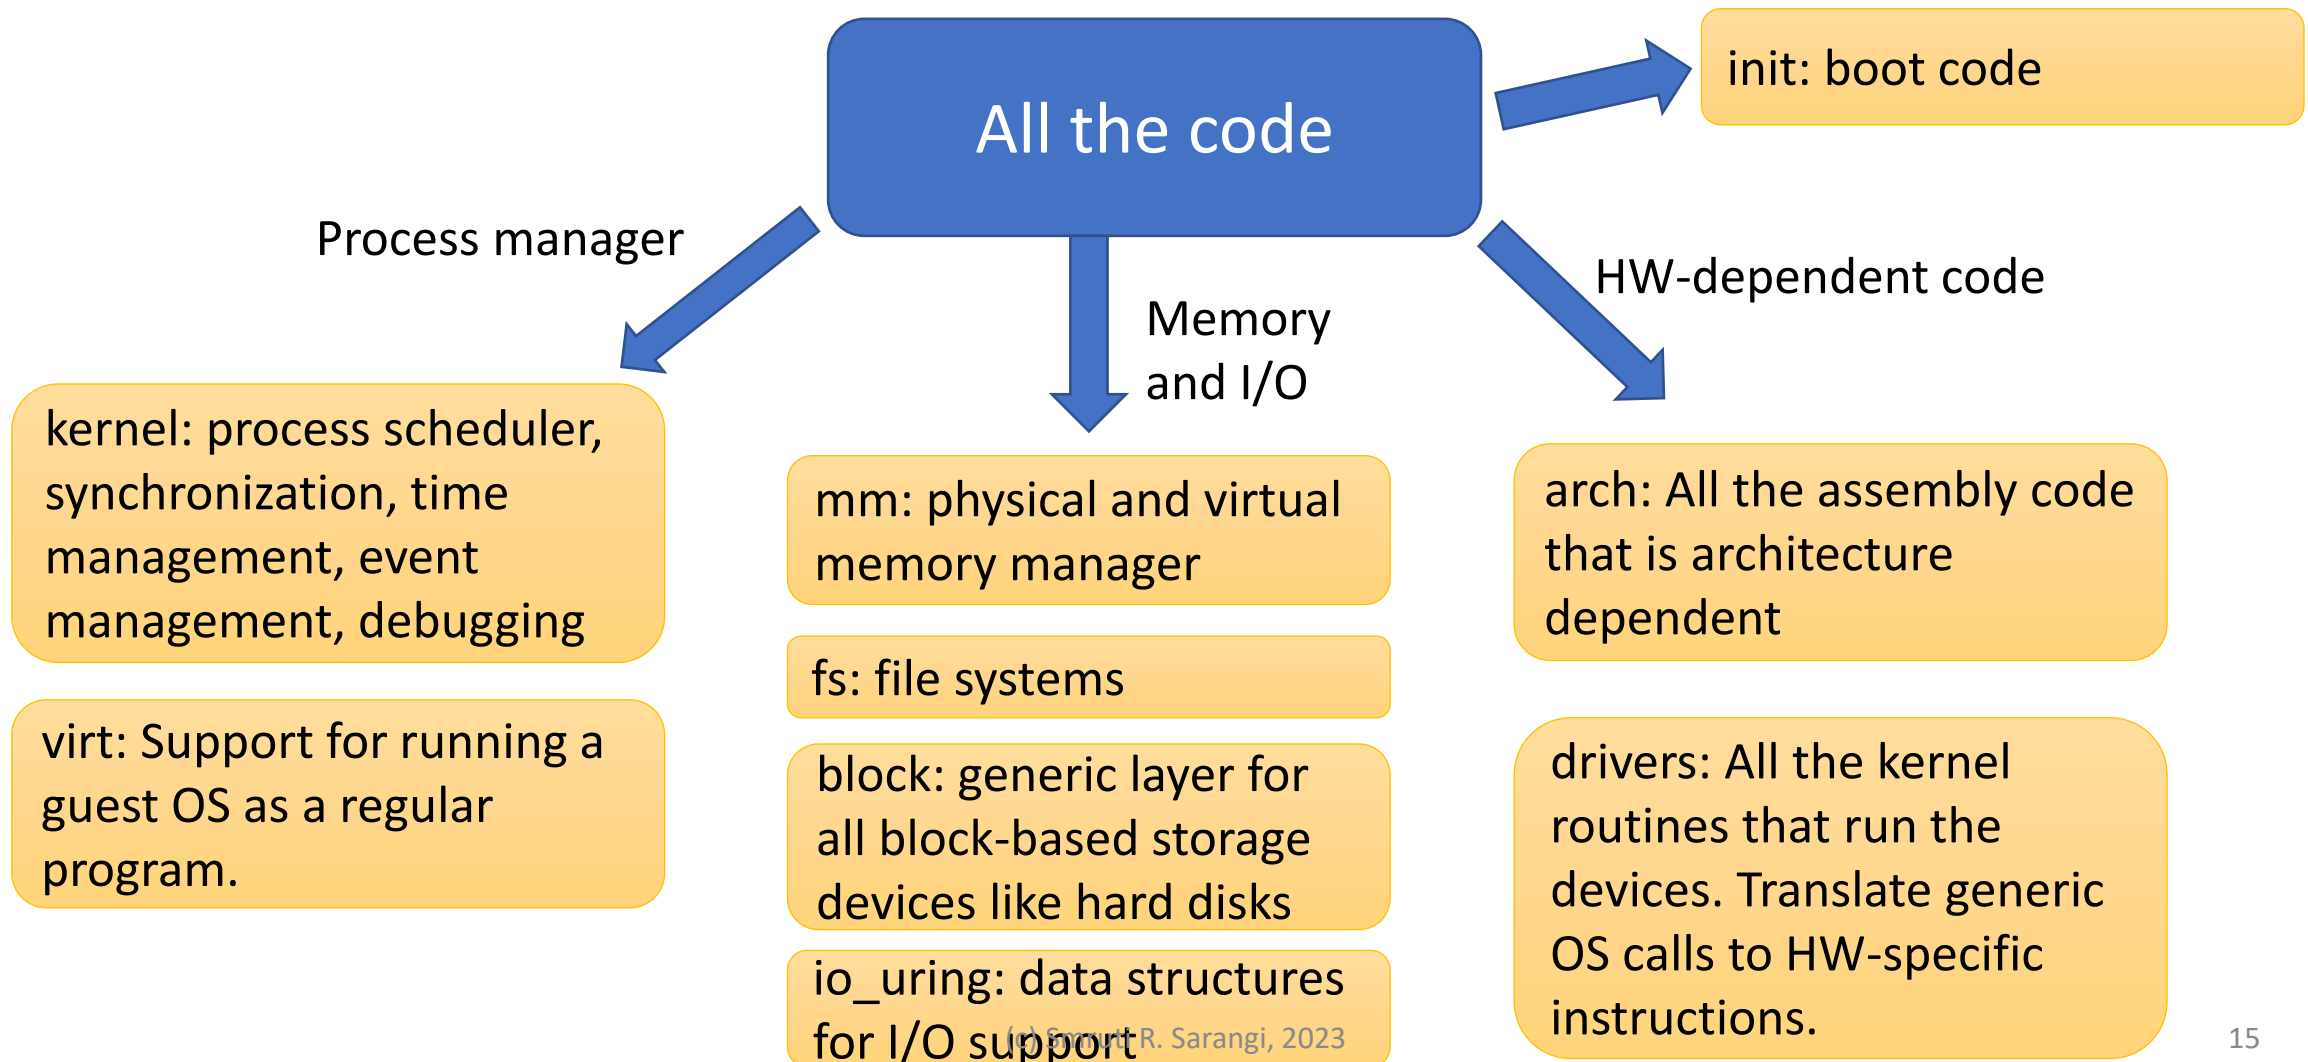 All the code
init: boot code
Process manager
Memory
and I/O
HW-dependent code
kernel: process scheduler,
synchronization, time
management, event
management, debugging
virt: Support for running a
guest OS as a regular
program.
mm: physical and virtual
memory manager
fs: file systems
block: generic layer for
all block-based storage
devices like hard disks
io_uring: data structures
for I/O support
arch: All the assembly code
that is architecture
dependent
drivers: All the kernel
routines that run the
devices. Translate generic
OS calls to HW-specific
instructions.
(c) Smruti R. Sarangi, 2023
15